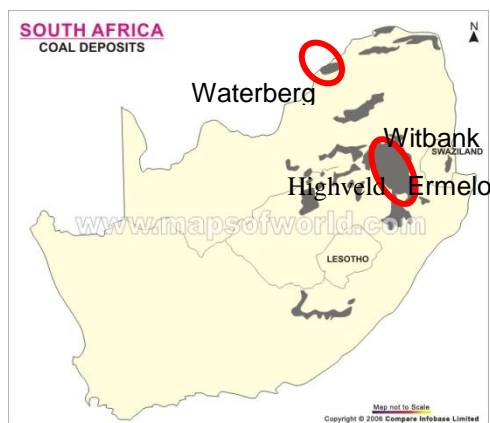 SOUTH AFRICA
COAL DEPOSITS
N
Waterberg
Witbank
SWAZILAND
Highveld
Ermelo
www.mapsofworld.com
LESOTHO
Map not to Scale
Copyright © 2006 Compare Infobase Limited